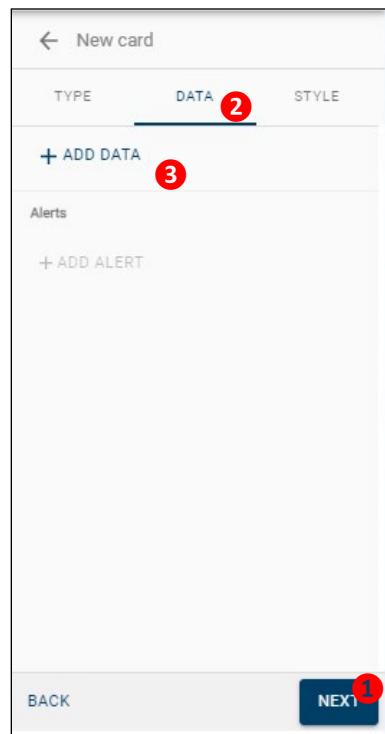 ← New card
TYPE DATA 2 STYLE
+ ADD DATA
3
Alerts
+ ADD ALERT
BACK NEXT 1